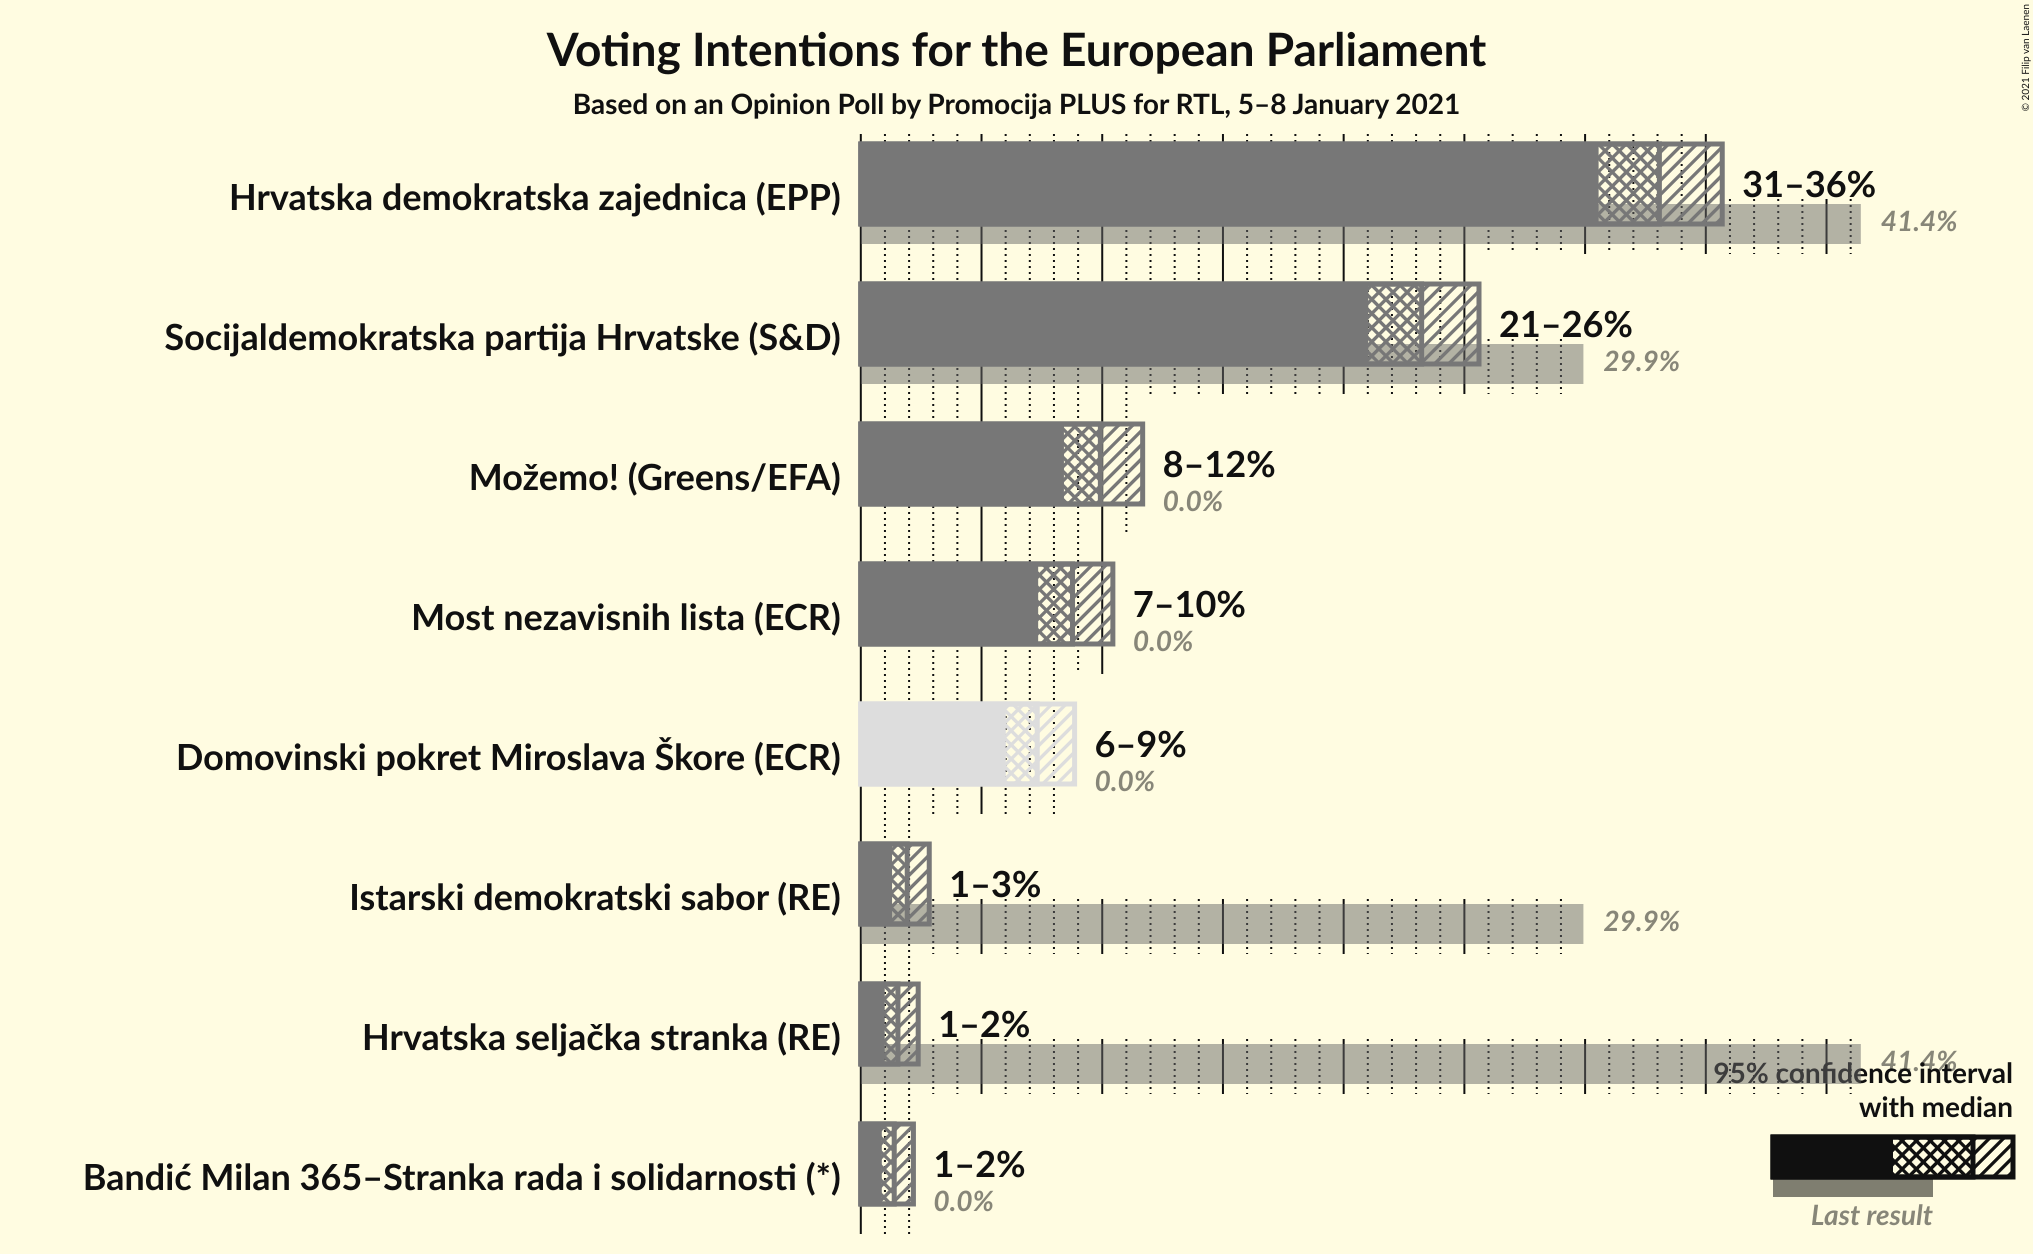 Voting Intentions for the European Parliament
Based on an Opinion Poll by Promocija PLUS for RTL, 5–8 January 2021
© 2021 Filip van Laenen
Hrvatska demokratska zajednica (EPP)
31–36%
41.4%
Socijaldemokratska partija Hrvatske (S&D)
21–26%
29.9%
Možemo! (Greens/EFA)
8–12%
0.0%
Most nezavisnih lista (ECR)
7–10%
0.0%
Domovinski pokret Miroslava Škore (ECR)
6–9%
0.0%
Istarski demokratski sabor (RE)
1–3%
29.9%
Hrvatska seljačka stranka (RE)
1–2%
41.4%
Bandić Milan 365–Stranka rada i solidarnosti (*)
1–2%
0.0%
95% confidence interval
with median
Last result